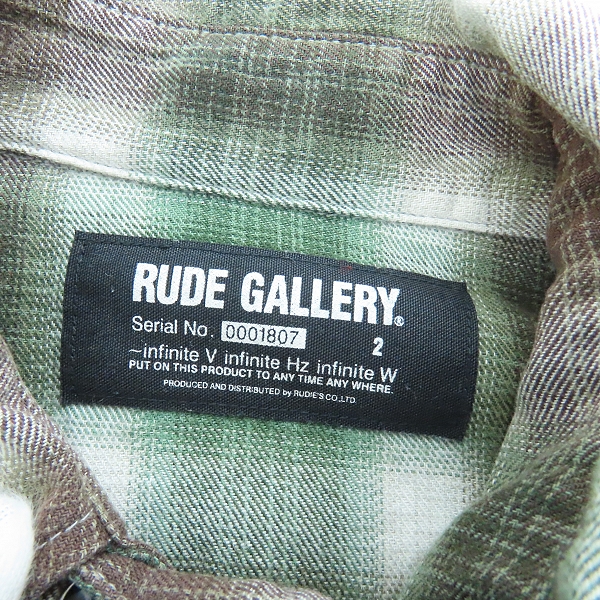 RUDE GALLERY®
Serial No. 0001807 2
~infinite V infinite Hz infinite W
PUT ON THIS PRODUCT TO ANY TIME ANY WHERE.
PRODUCED AND DISTRIBUTED by RUDIE'S CO.,LTD.